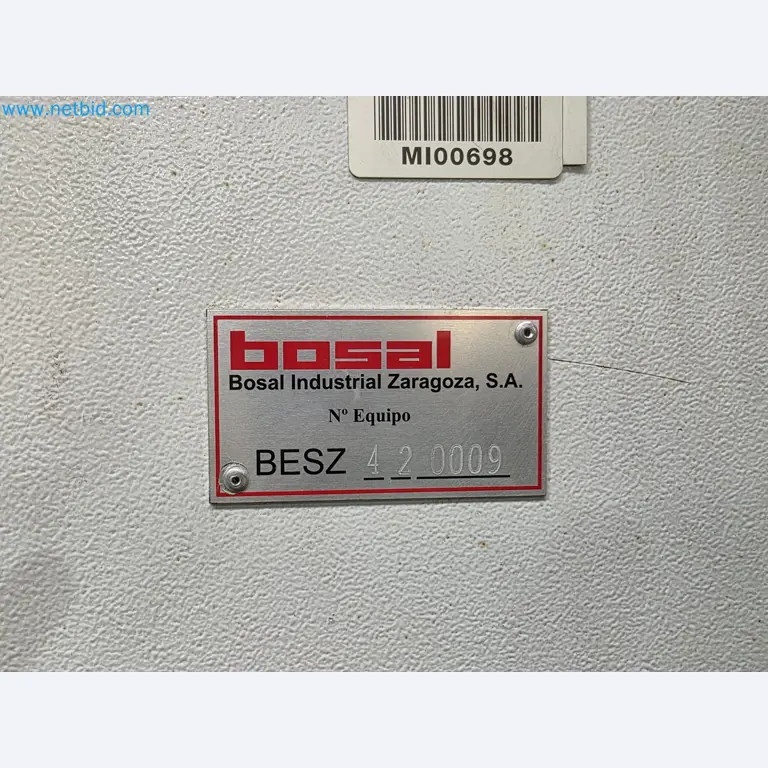 www.netbid.com
MI00698
bosal
Bosal Industrial Zaragoza, S.A.
Nº Equipo
BESZ 4 2 0009